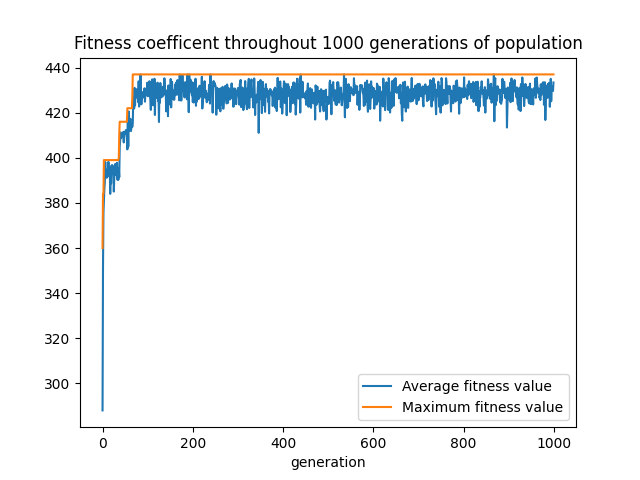 Fitness coefficent throughout 1000 generations of population
440
420
400
380
360
340
320
300
0 200 400 600 800 1000
generation
Average fitness value
Maximum fitness value